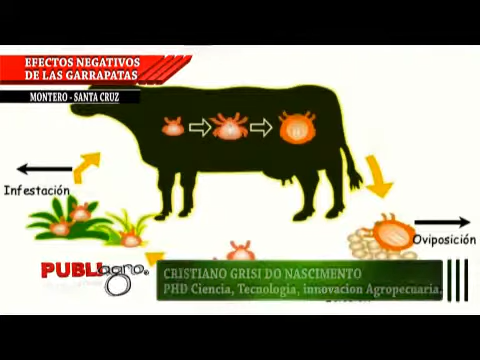 EFECTOS NEGATIVOS
DE LAS GARRAPATAS
MONTERO - SANTA CRUZ
Infestación
Oviposición
PUBLIagro.
CRISTIANO GRISI DO NASCIMENTO
PHD Ciencia, Tecnología, innovacion Agropecuaria.